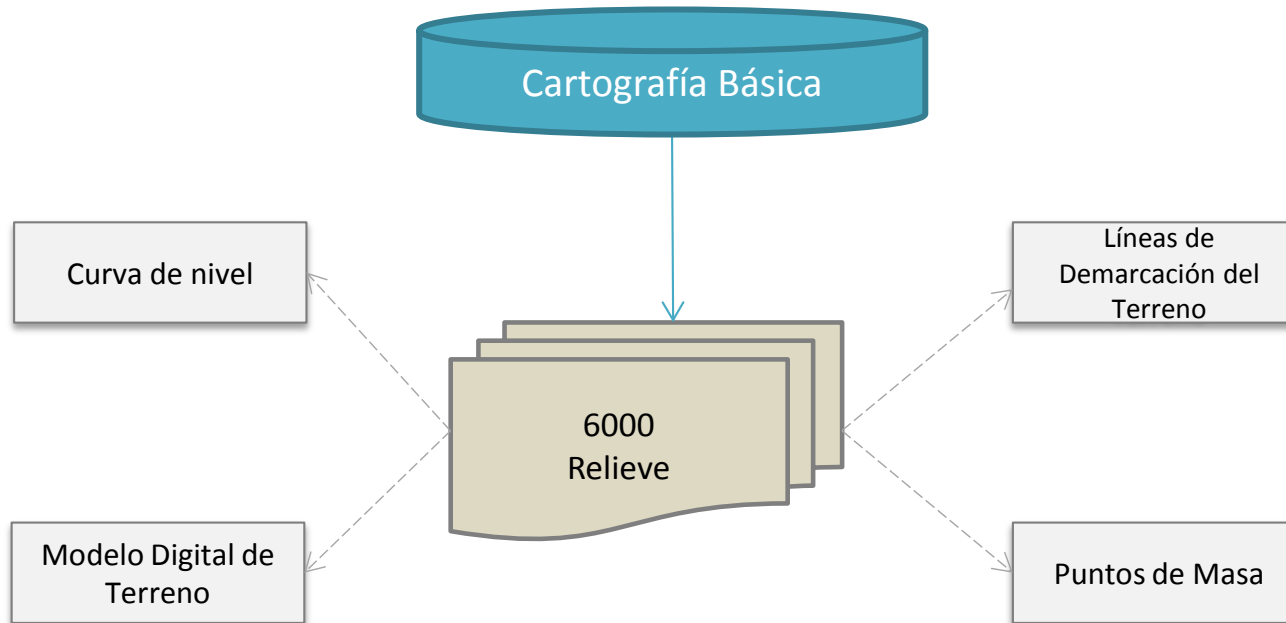 Cartografía Básica
Curva de nivel
Líneas de
Demarcación del
Terreno
6000
Relieve
Modelo Digital de
Terreno
Puntos de Masa